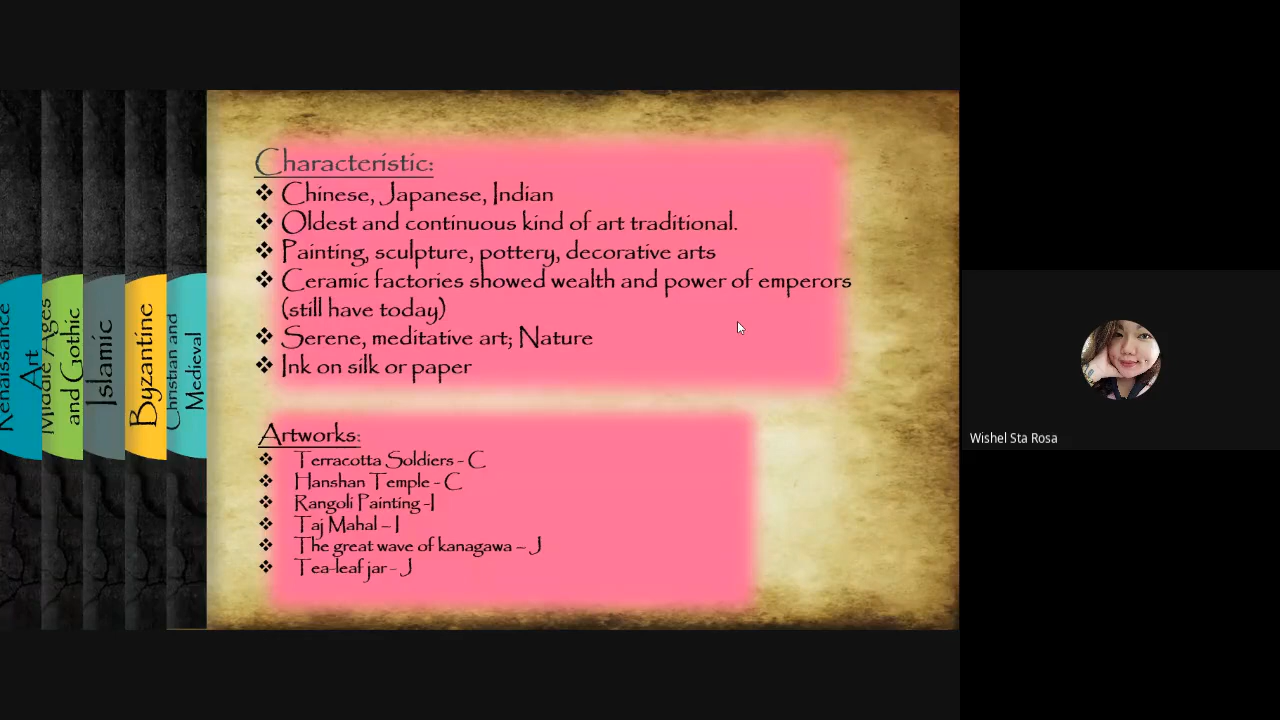 Characteristic:
❖ Chinese, Japanese, Indian
❖ Oldest and continuous kind of art traditional.
❖ Painting, sculpture, pottery, decorative arts
❖ Ceramic factories showed wealth and power of emperors
(still have today)
❖ Serene, meditative art; Nature
❖ Ink on silk or paper
Artworks:
❖ Terracotta Soldiers - C
❖ Hanshan Temple - C
❖ Rangoli Painting -I
❖ Taj Mahal – I
❖ The great wave of kanagawa – J
❖ Tea-leaf jar - J
Renaissance
Art
Middle Ages
and Gothic
Islamic
Byzantine
Christian and
Medieval
Wishel Sta Rosa